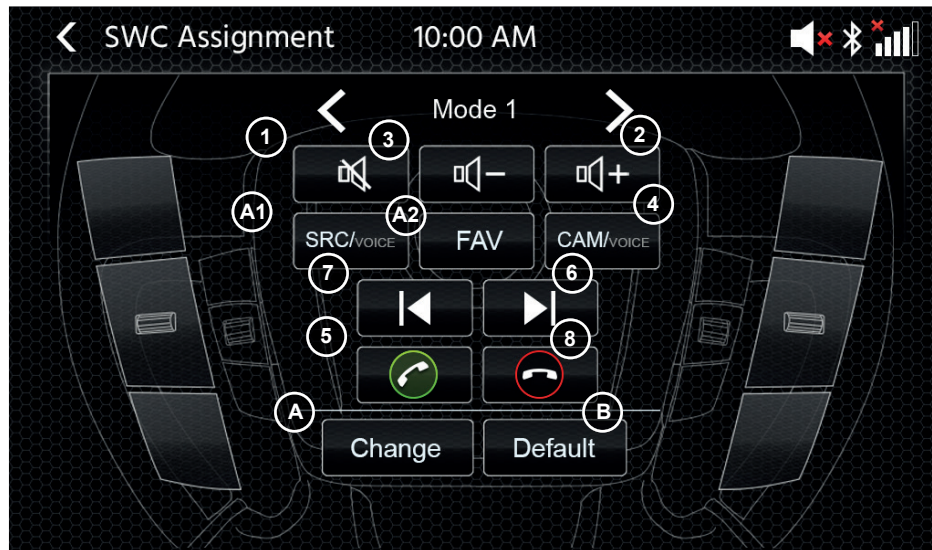 SWC Assignment 10:00 AM
Mode 1
1 3 2
A1 A2 4
SRC/VOICE FAV CAM/VOICE
7 6
5 8
A B
Change Default